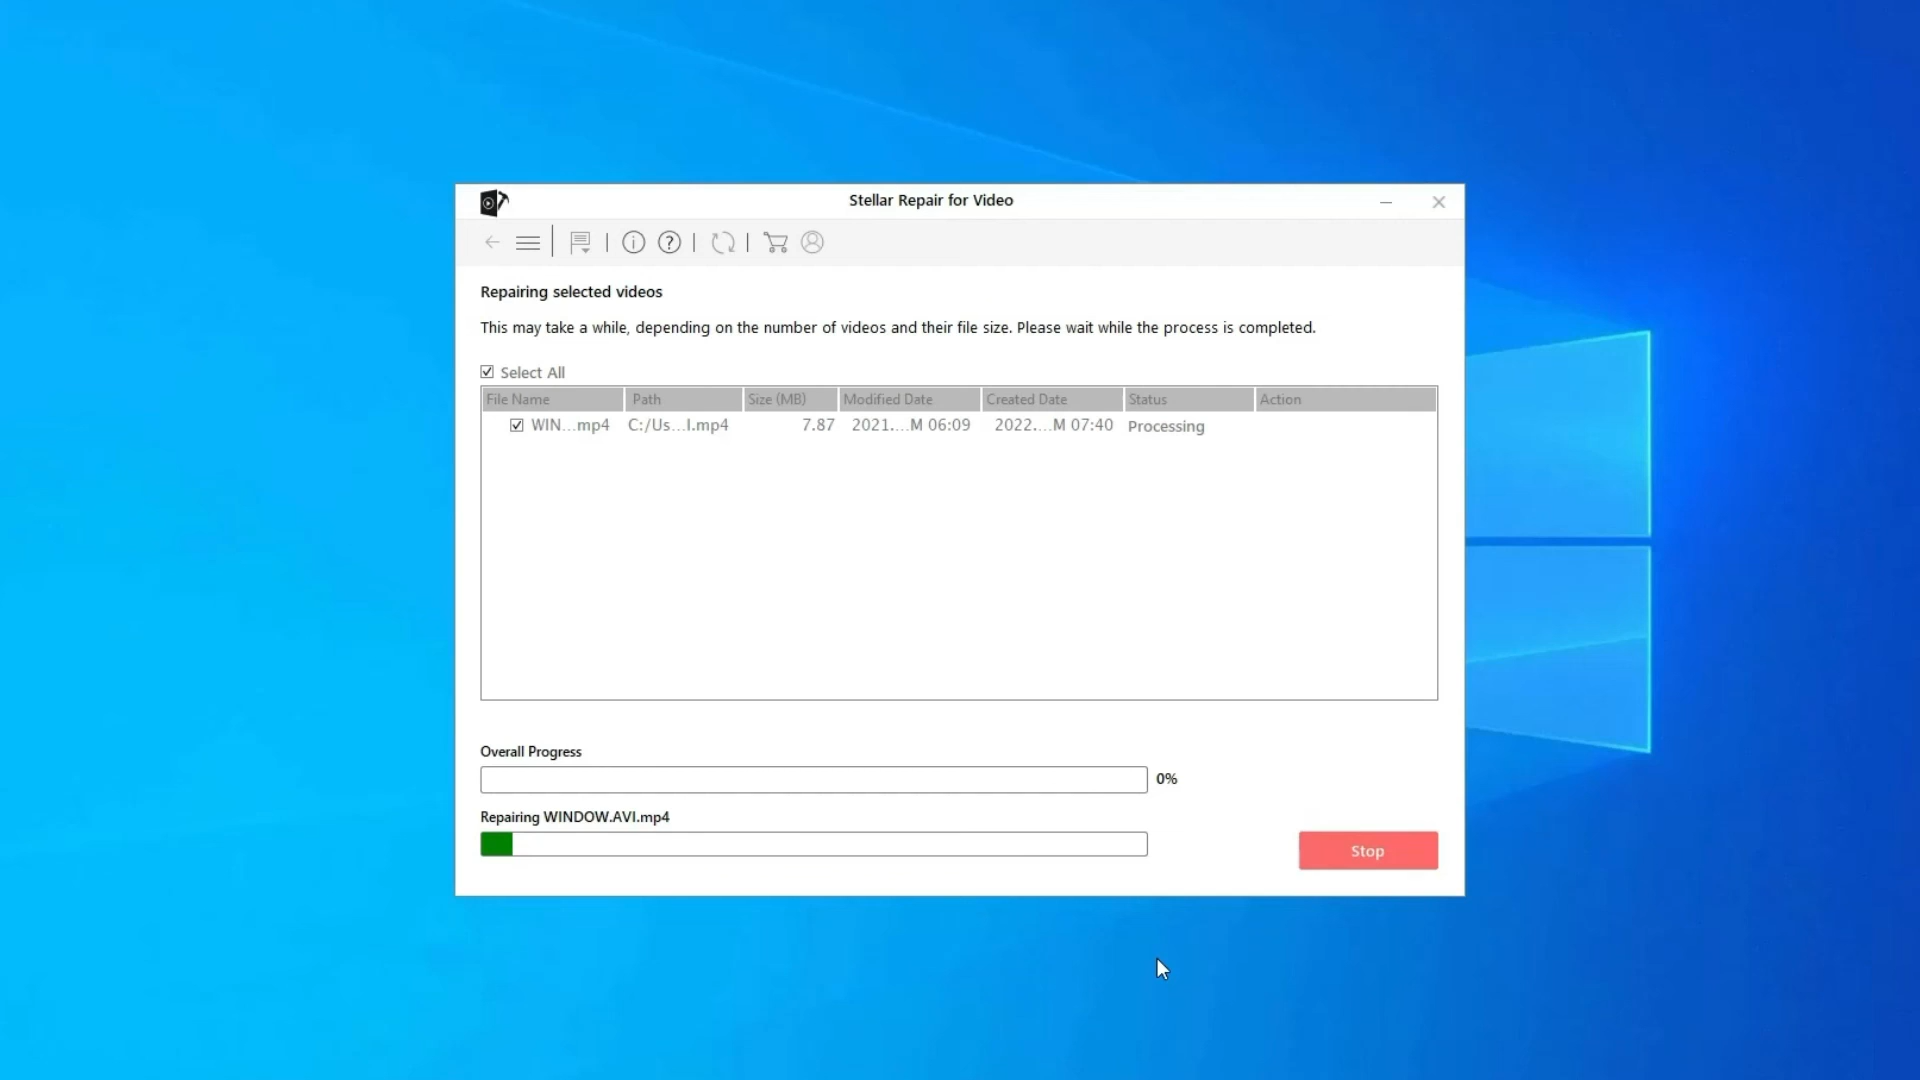 Stellar Repair for Video
Repairing selected videos
This may take a while, depending on the number of videos and their file size. Please wait while the process is completed.
Select All
File Name Path Size (MB) Modified Date Created Date Status Action
WIN...mp4 C:/Us...I.mp4 7.87 2021....M 06:09 2022....M 07:40 Processing
Overall Progress
0%
Repairing WINDOW.AVI.mp4
Stop